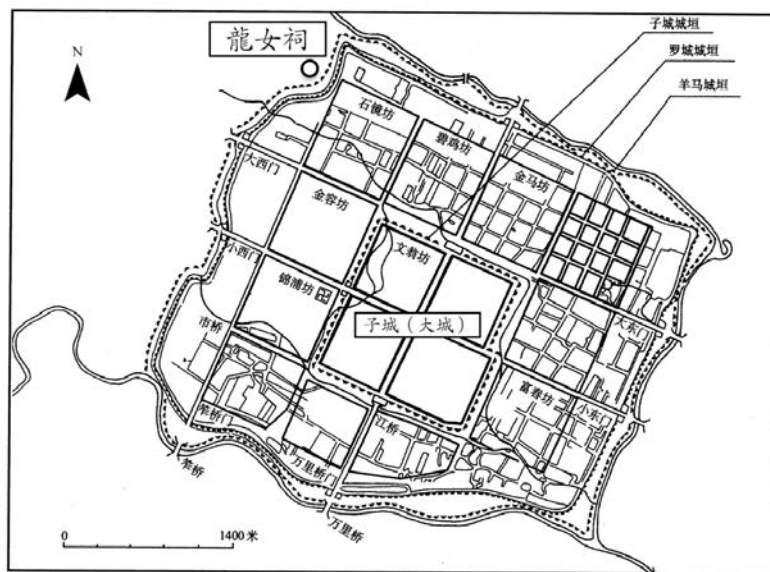 子城城垣
罗城城垣
羊马城垣
龍女祠
N
石镜坊
碧鸡坊
金马坊
大西门
金容坊
文翁坊
小西门
锦浦坊
子城（大城）
大东门
市桥
富春坊
小东门
笮桥门
江桥
万里桥门
笮桥
万里桥
0
1400米